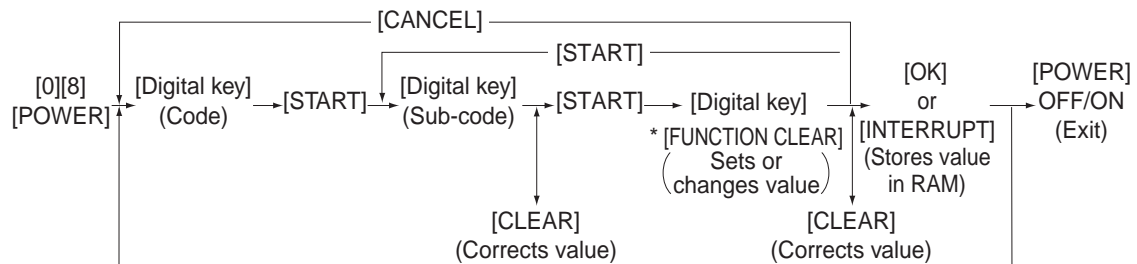 [CANCEL]
[START]
[0][8]
[POWER]
[Digital key]
(Code)
[START]
[Digital key]
(Sub-code)
[START]
[Digital key]
* [FUNCTION CLEAR]
( Sets or
changes value )
[OK]
or
[INTERRUPT]
(Stores value
in RAM)
[POWER]
OFF/ON
(Exit)
[CLEAR]
(Corrects value)
[CLEAR]
(Corrects value)